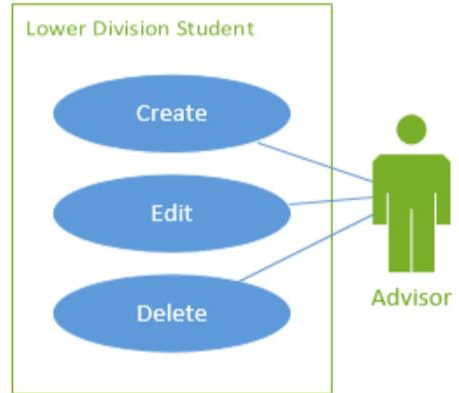 Lower Division Student
Create
Edit
Delete
Advisor